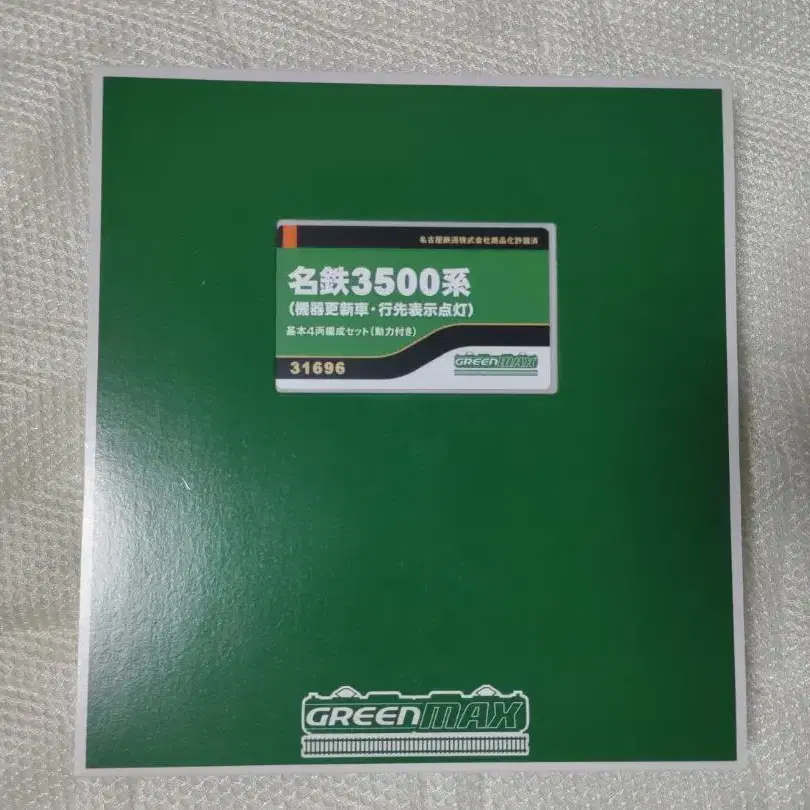 名古屋鉄道株式会社商品化許諾済
名鉄3500系
(機器更新車・行先表示点灯)
基本4両編成セット(動力付き)
31696
GREENMAX
GREENMAX